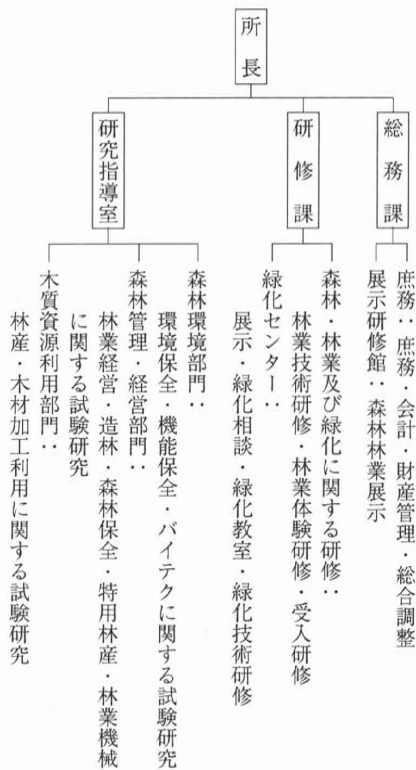 所長
総務課
庶務：庶務・会計・財産管理・総合調整
展示研修館：森林林業展示
研修課
森林・林業及び緑化に関する研修：
林業技術研修・林業体験研修・受入研修
緑化センター：
展示・緑化相談・緑化教室・緑化技術研修
研究指導室
森林環境部門：
環境保全・機能保全・バイテクに関する試験研究
森林管理・経営部門：
林業経営・造林・森林保全・特用林産・林業機械
に関する試験研究
木質資源利用部門：
林産・木材加工利用に関する試験研究